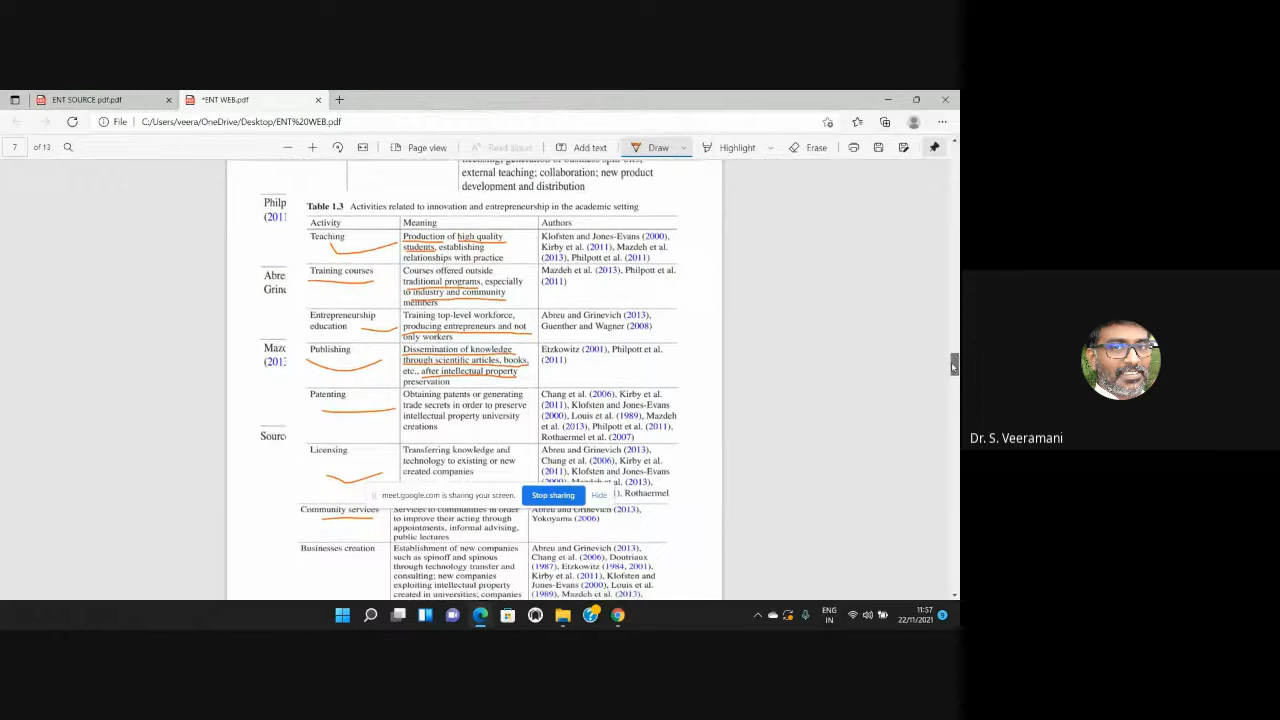 ENT SOURCE pdf.pdf
*ENT WEB.pdf
File
C:/Users/veera/OneDrive/Desktop/ENT%20WEB.pdf
7 of 13
Page view
Read aloud
Add text
Draw
Highlight
Erase
external teaching; collaboration; new product
development and distribution
Philp
(2011
Abre
Grin
Maz
(201
Source
Table 1.3 Activities related to innovation and entrepreneurship in the academic setting
Activity Meaning Authors
Teaching
Production of high quality
students, establishing
relationships with practice
Klofsten and Jones-Evans (2000),
Kirby et al. (2011), Mazdeh et al.
(2013), Philpott et al. (2011)
Training courses
Courses offered outside
traditional programs, especially
to industry and community
members
Mazdeh et al. (2013), Philpott et al.
(2011)
Entrepreneurship
education
Training top-level workforce,
producing entrepreneurs and not
only workers
Abreu and Grinevich (2013),
Guenther and Wagner (2008)
Publishing
Dissemination of knowledge
through scientific articles, books,
etc., after intellectual property
preservation
Etzkowitz (2001), Philpott et al.
(2011)
Patenting
Obtaining patents or generating
trade secrets in order to preserve
intellectual property university
creations
Chang et al. (2006), Kirby et al.
(2011), Klofsten and Jones-Evans
(2000), Louis et al. (1989), Mazdeh
et al. (2013), Philpott et al. (2011),
Rothaermel et al. (2007)
Licensing
Transferring knowledge and
technology to existing or new
created companies
Abreu and Grinevich (2013),
Chang et al. (2006), Kirby et al.
(2011), Klofsten and Jones-Evans
Rothaermel
meet.google.com is sharing your screen.
Stop sharing
Hide
Community services
Services to communities in order
to improve their acting through
appointments, informal advising,
public lectures
Abreu and Grinevich (2013),
Yokoyama (2006)
Businesses creation
Establishment of new companies
such as spinoff and spinous
through technology transfer and
consulting; new companies
exploiting intellectual property
created in universities; companies
Abreu and Grinevich (2013),
Chang et al. (2006), Doutriaux
(1987), Etzkowitz (1984, 2001),
Kirby et al. (2011), Klofsten and
Jones-Evans (2000), Louis et al.
(1989), Mazdeh et al. (2013),
ENG
IN
11:57
22/11/2021
Dr. S. Veeramani